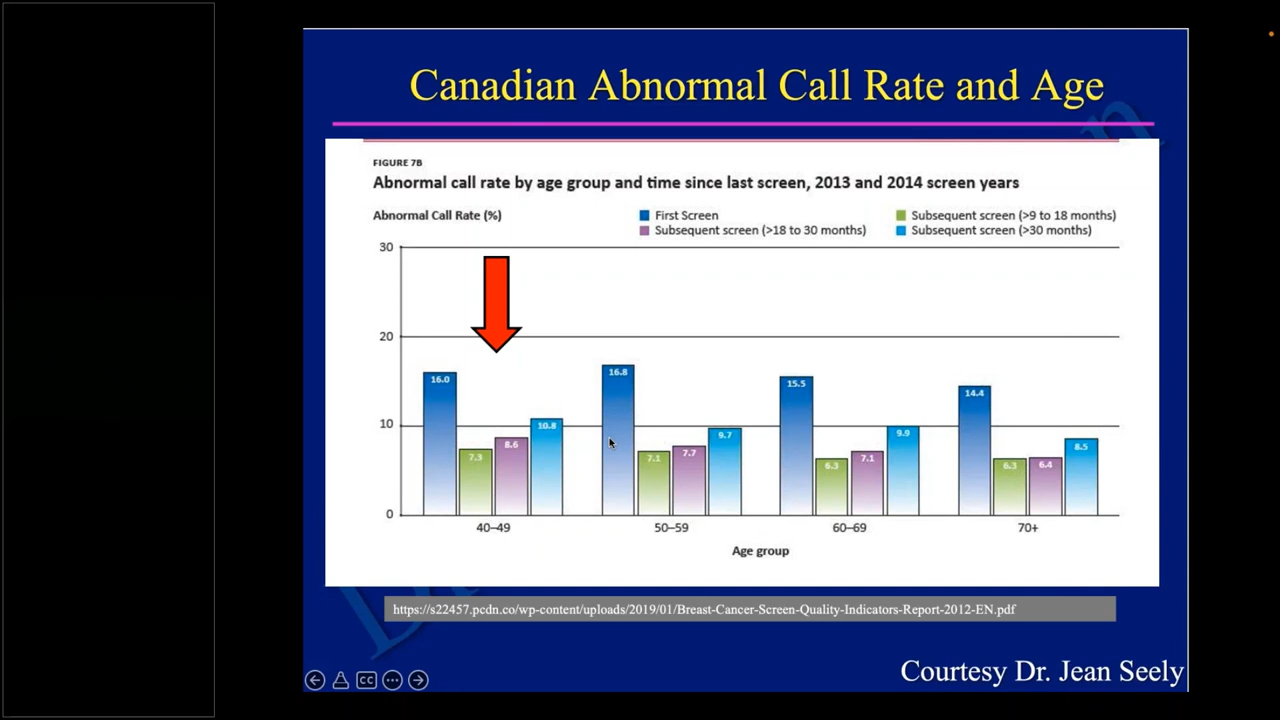 Canadian Abnormal Call Rate and Age
FIGURE 7B
Abnormal call rate by age group and time since last screen, 2013 and 2014 screen years
Abnormal Call Rate (%)
First Screen
Subsequent screen (>9 to 18 months)
Subsequent screen (>18 to 30 months)
Subsequent screen (>30 months)
30
20
10
0
16.0
7.3
8.6
10.8
16.8
7.1
7.7
9.7
15.5
6.3
7.1
9.9
14.4
6.3
6.4
8.5
40–49
50–59
60–69
70+
Age group
https://s22457.pcdn.co/wp-content/uploads/2019/01/Breast-Cancer-Screen-Quality-Indicators-Report-2012-EN.pdf
Courtesy Dr. Jean Seely
CC